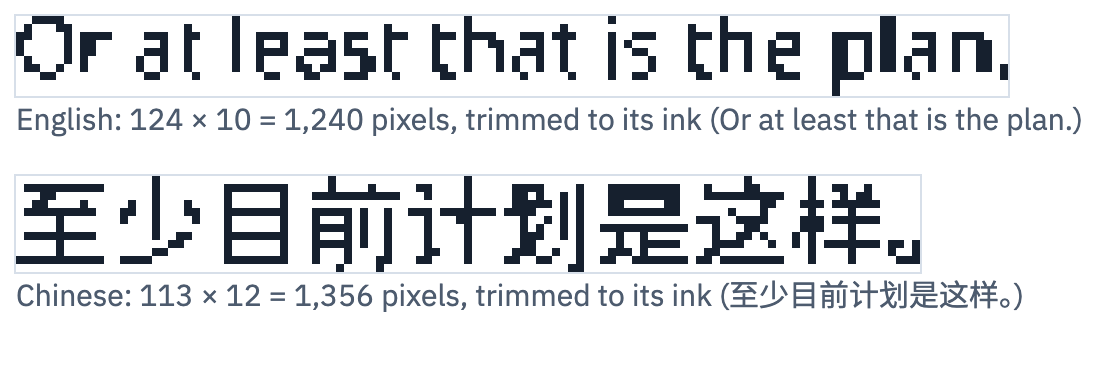 Or at least that is the plan.
English: 124 × 10 = 1,240 pixels, trimmed to its ink (Or at least that is the plan.)
至少目前计划是这样。
Chinese: 113 × 12 = 1,356 pixels, trimmed to its ink (至少目前计划是这样。)